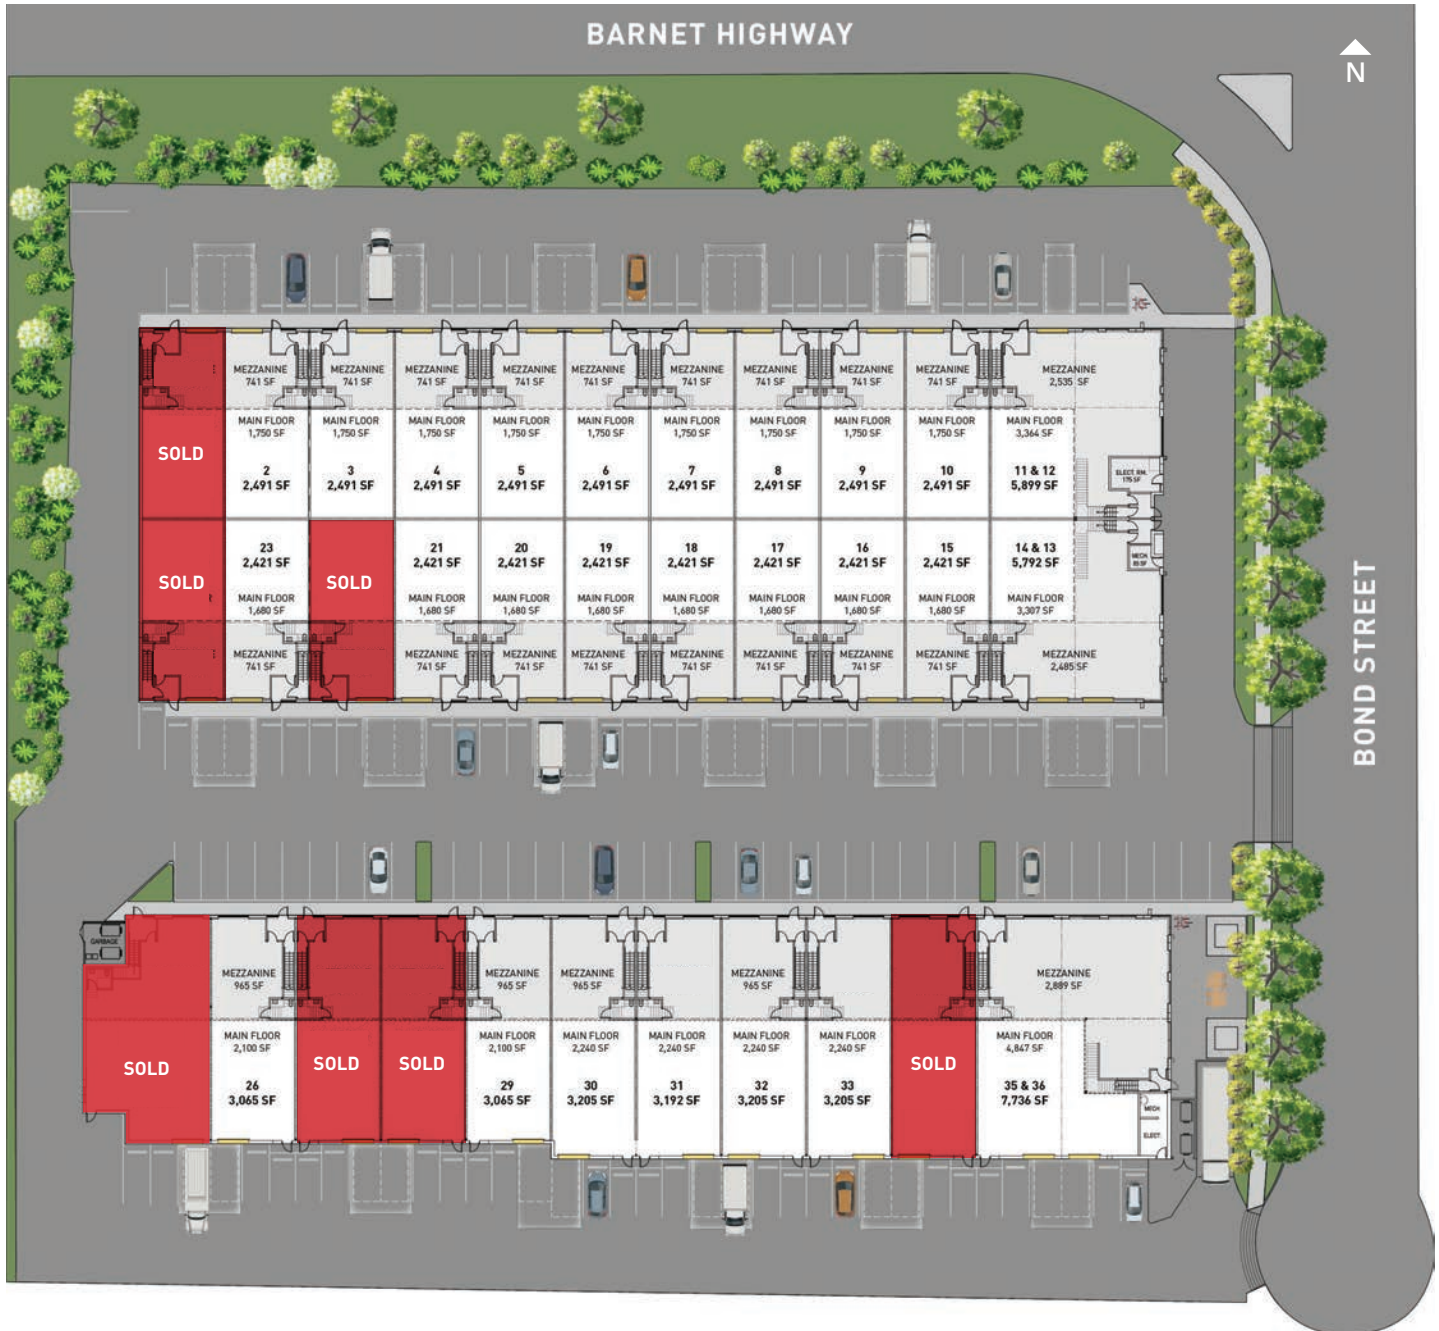 BARNET HIGHWAY
N
MEZZANINE
741 SF
MEZZANINE
741 SF
MEZZANINE
741 SF
MEZZANINE
741 SF
MEZZANINE
741 SF
MEZZANINE
741 SF
MEZZANINE
741 SF
MEZZANINE
741 SF
MEZZANINE
741 SF
MEZZANINE
2,535 SF
SOLD
MAIN FLOOR
1,750 SF
2
2,491 SF
MAIN FLOOR
1,750 SF
3
2,491 SF
MAIN FLOOR
1,750 SF
4
2,491 SF
MAIN FLOOR
1,750 SF
5
2,491 SF
MAIN FLOOR
1,750 SF
6
2,491 SF
MAIN FLOOR
1,750 SF
7
2,491 SF
MAIN FLOOR
1,750 SF
8
2,491 SF
MAIN FLOOR
1,750 SF
9
2,491 SF
MAIN FLOOR
1,750 SF
10
2,491 SF
MAIN FLOOR
3,364 SF
11 & 12
5,899 SF
ELECT. RM.
175 SF
SOLD
23
2,421 SF
MAIN FLOOR
1,680 SF
SOLD
21
2,421 SF
MAIN FLOOR
1,680 SF
20
2,421 SF
MAIN FLOOR
1,680 SF
19
2,421 SF
MAIN FLOOR
1,680 SF
18
2,421 SF
MAIN FLOOR
1,680 SF
17
2,421 SF
MAIN FLOOR
1,680 SF
16
2,421 SF
MAIN FLOOR
1,680 SF
15
2,421 SF
MAIN FLOOR
1,680 SF
14 & 13
5,792 SF
MAIN FLOOR
3,307 SF
MECH
MEZZANINE
741 SF
MEZZANINE
741 SF
MEZZANINE
741 SF
MEZZANINE
741 SF
MEZZANINE
741 SF
MEZZANINE
741 SF
MEZZANINE
741 SF
MEZZANINE
741 SF
MEZZANINE
2,485 SF
BOND STREET
GARBAGE
MEZZANINE
965 SF
MEZZANINE
965 SF
MEZZANINE
965 SF
MEZZANINE
965 SF
MEZZANINE
2,889 SF
SOLD
MAIN FLOOR
2,100 SF
26
3,065 SF
SOLD
SOLD
MAIN FLOOR
2,100 SF
29
3,065 SF
MAIN FLOOR
2,240 SF
30
3,205 SF
MAIN FLOOR
2,240 SF
31
3,192 SF
MAIN FLOOR
2,240 SF
32
3,205 SF
MAIN FLOOR
2,240 SF
33
3,205 SF
SOLD
MAIN FLOOR
4,847 SF
35 & 36
7,736 SF
MECH
ELECT.